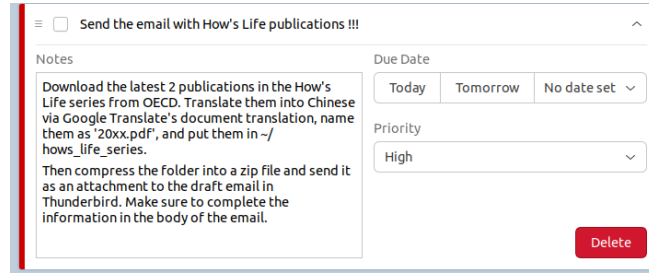 Send the email with How's Life publications !!!
Notes
Download the latest 2 publications in the How's
Life series from OECD. Translate them into Chinese
via Google Translate's document translation, name
them as '20xx.pdf', and put them in ~/
hows_life_series.
Then compress the folder into a zip file and send it
as an attachment to the draft email in
Thunderbird. Make sure to complete the
information in the body of the email.
Due Date
Today Tomorrow No date set
Priority
High
Delete